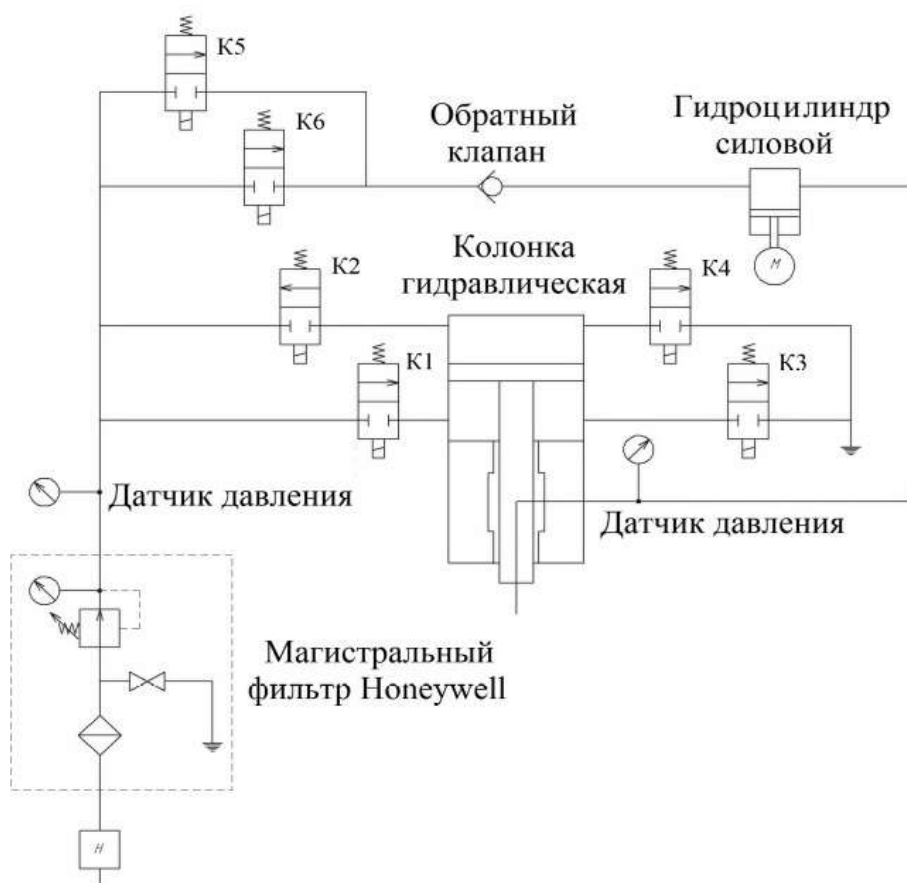 К5
К6
Обратный
клапан
Гидроцилиндр
силовой
М
К2
Колонка
гидравлическая
К4
К1
К3
Датчик давления
Датчик давления
Магистральный
фильтр Honeywell
Н